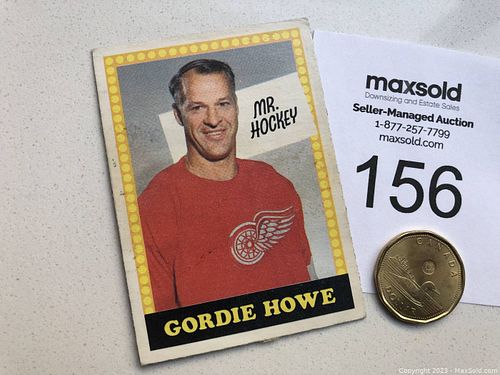 MR.
HOCKEY
GORDIE HOWE
maxsold
Downsizing and Estate Sales
Seller-Managed Auction
1-877-257-7799
maxsold.com
156
CANADA
DOLLAR
Copyright 2023 - MaxSold.com